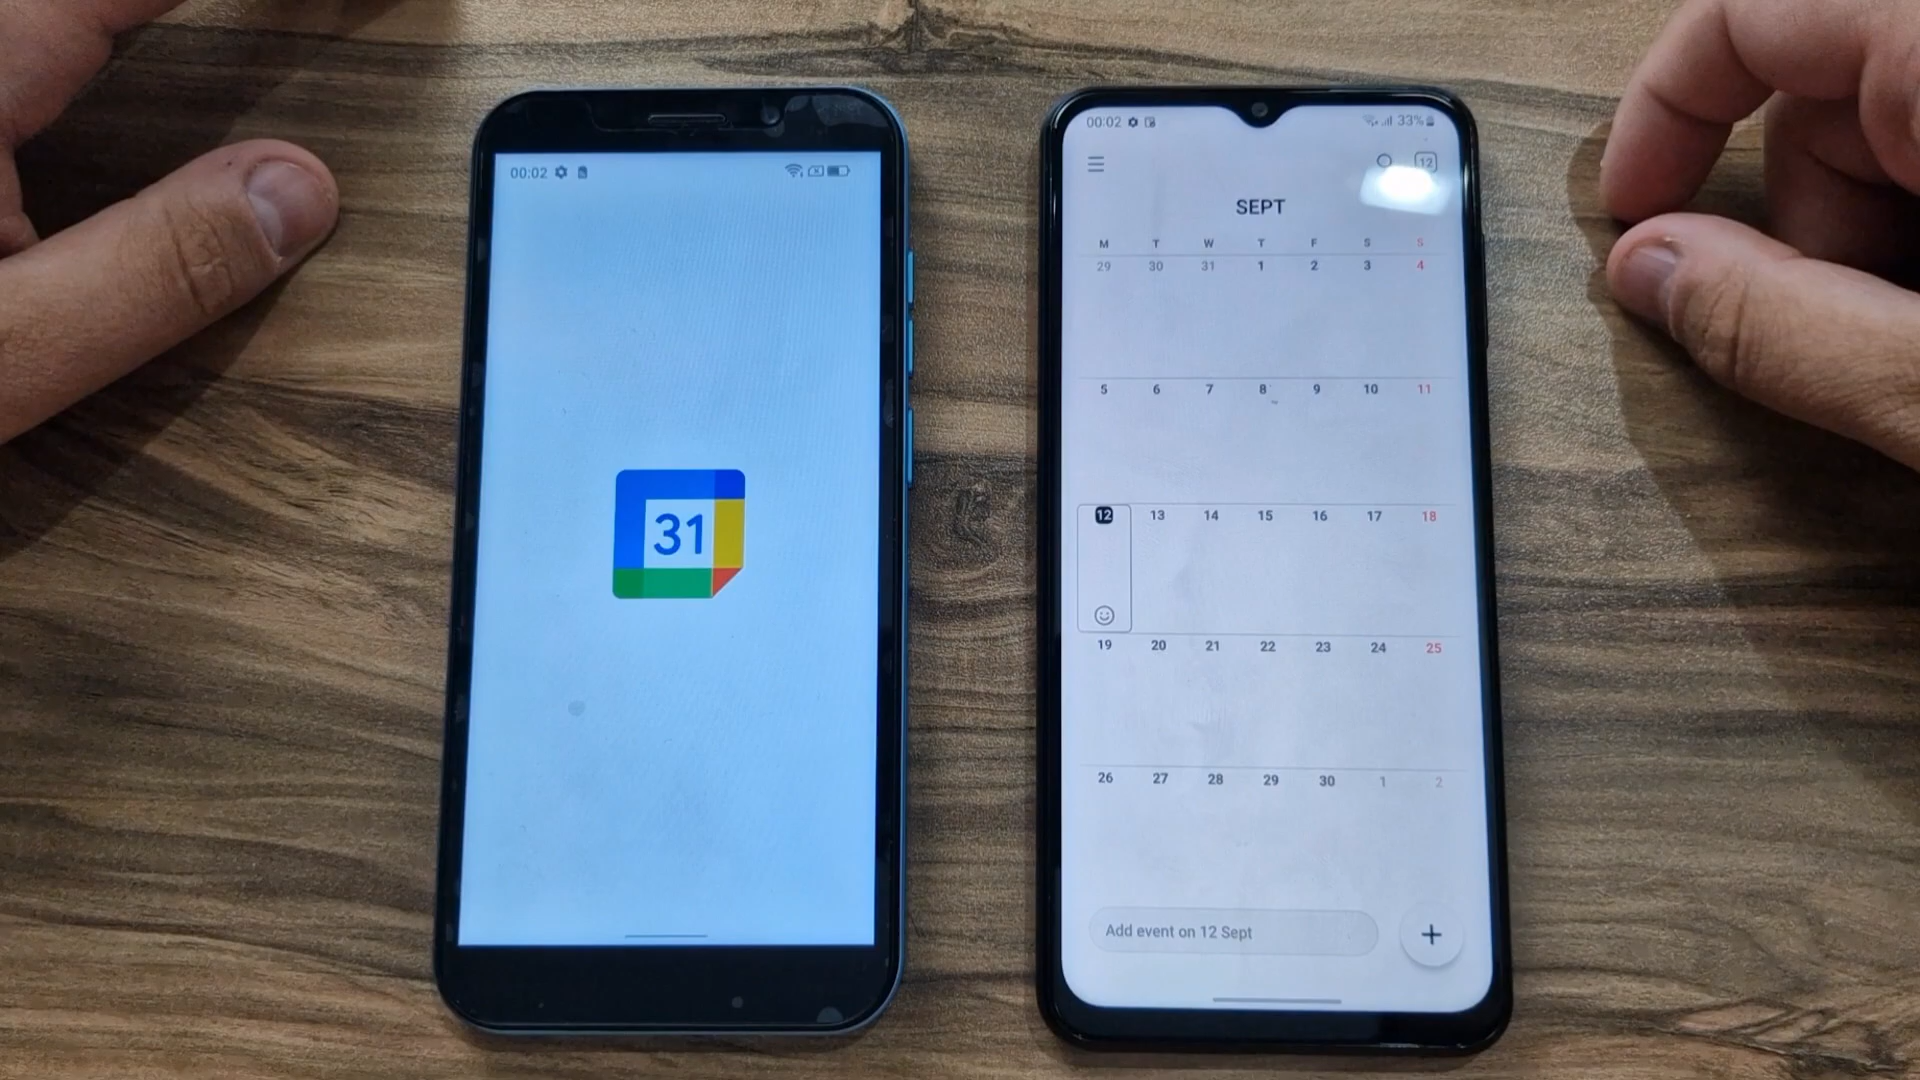 00:02
31
00:02 33%
12
SEPT
M T W T F S S
29 30 31 1 2 3 4
5 6 7 8 9 10 11
12 13 14 15 16 17 18
19 20 21 22 23 24 25
26 27 28 29 30 1 2
Add event on 12 Sept
+